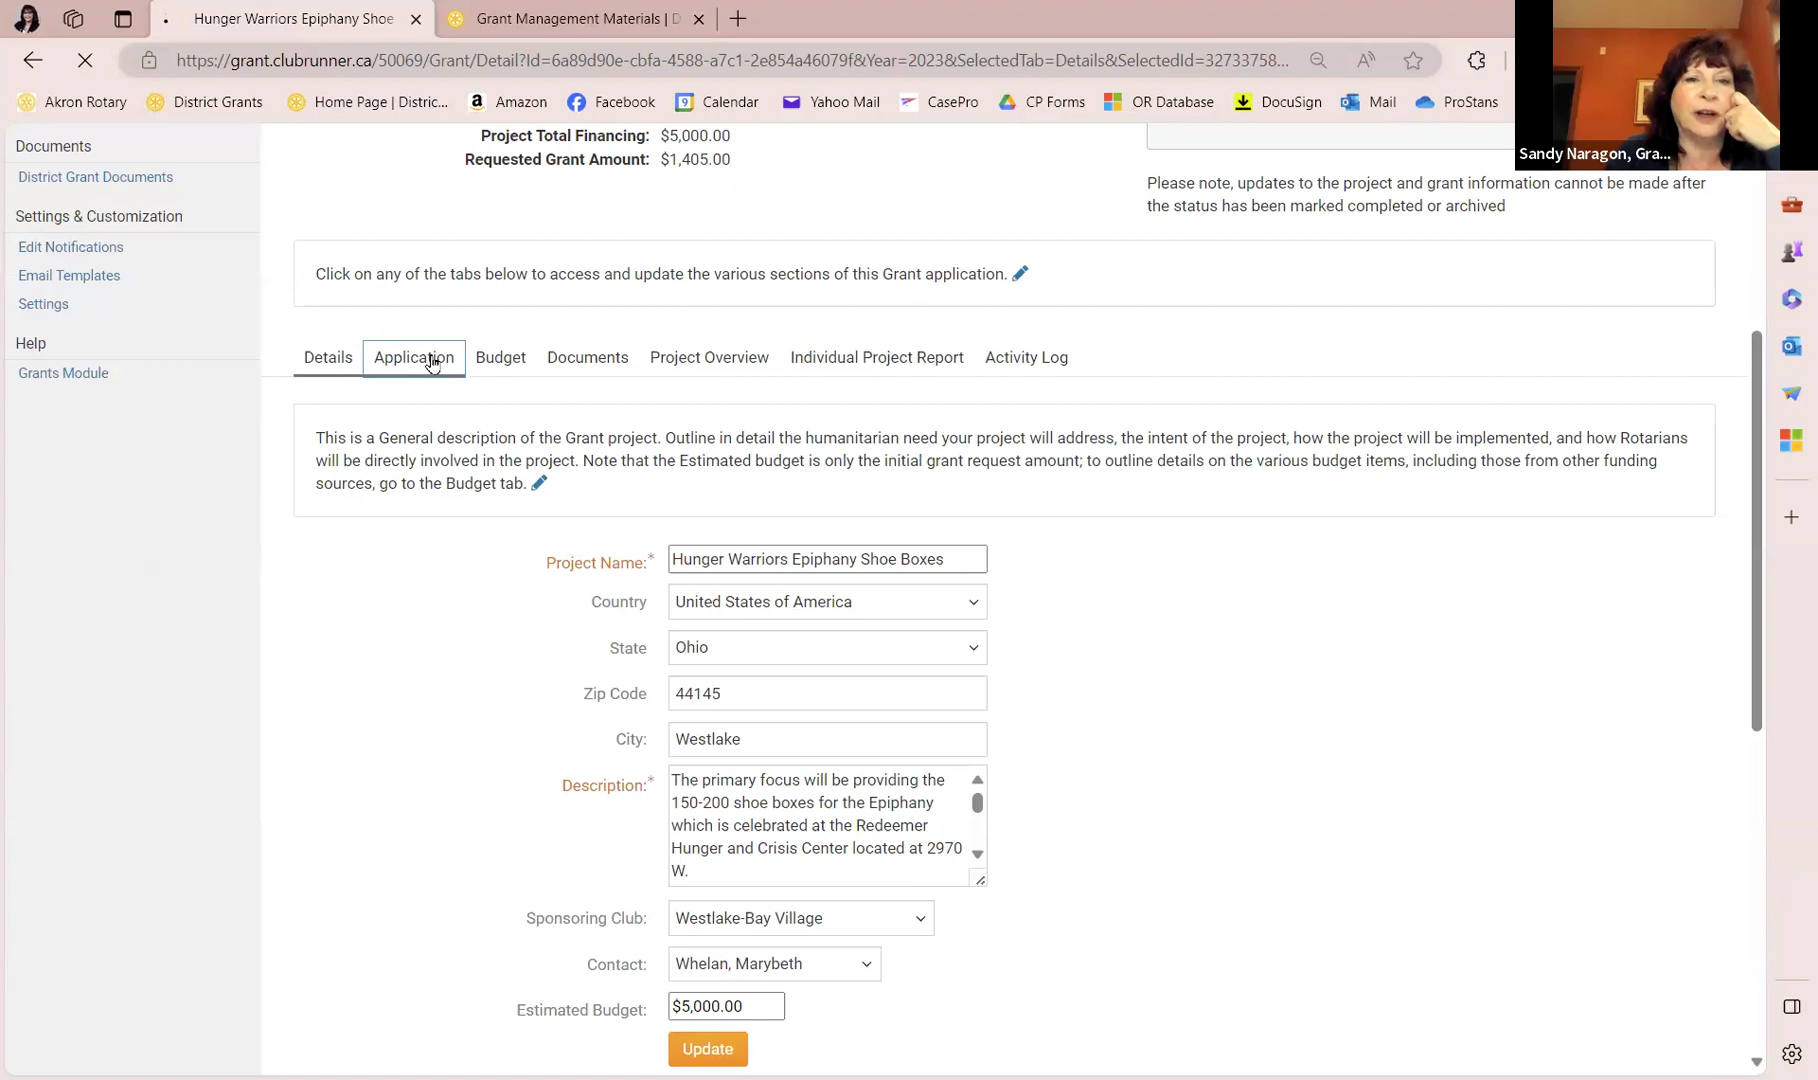 Hunger Warriors Epiphany Shoe
Grant Management Materials | D
https://grant.clubrunner.ca/50069/Grant/Detail?Id=6a89d90e-cbfa-4588-a7c1-2e854a46079f&Year=2023&SelectedTab=Details&SelectedId=32733758...
Akron Rotary District Grants Home Page | Distric... Amazon Facebook Calendar Yahoo Mail CasePro CP Forms OR Database DocuSign Mail ProStans
Sandy Naragon, Gra...
Documents
District Grant Documents
Settings & Customization
Edit Notifications
Email Templates
Settings
Help
Grants Module
Project Total Financing: $5,000.00
Requested Grant Amount: $1,405.00
Please note, updates to the project and grant information cannot be made after
the status has been marked completed or archived
Click on any of the tabs below to access and update the various sections of this Grant application.
Details Application Budget Documents Project Overview Individual Project Report Activity Log
This is a General description of the Grant project. Outline in detail the humanitarian need your project will address, the intent of the project, how the project will be implemented, and how Rotarians
will be directly involved in the project. Note that the Estimated budget is only the initial grant request amount; to outline details on the various budget items, including those from other funding
sources, go to the Budget tab.
Project Name:* Hunger Warriors Epiphany Shoe Boxes
Country United States of America
State Ohio
Zip Code 44145
City: Westlake
Description:* The primary focus will be providing the
150-200 shoe boxes for the Epiphany
which is celebrated at the Redeemer
Hunger and Crisis Center located at 2970
W.
Sponsoring Club: Westlake-Bay Village
Contact: Whelan, Marybeth
Estimated Budget: $5,000.00
Update